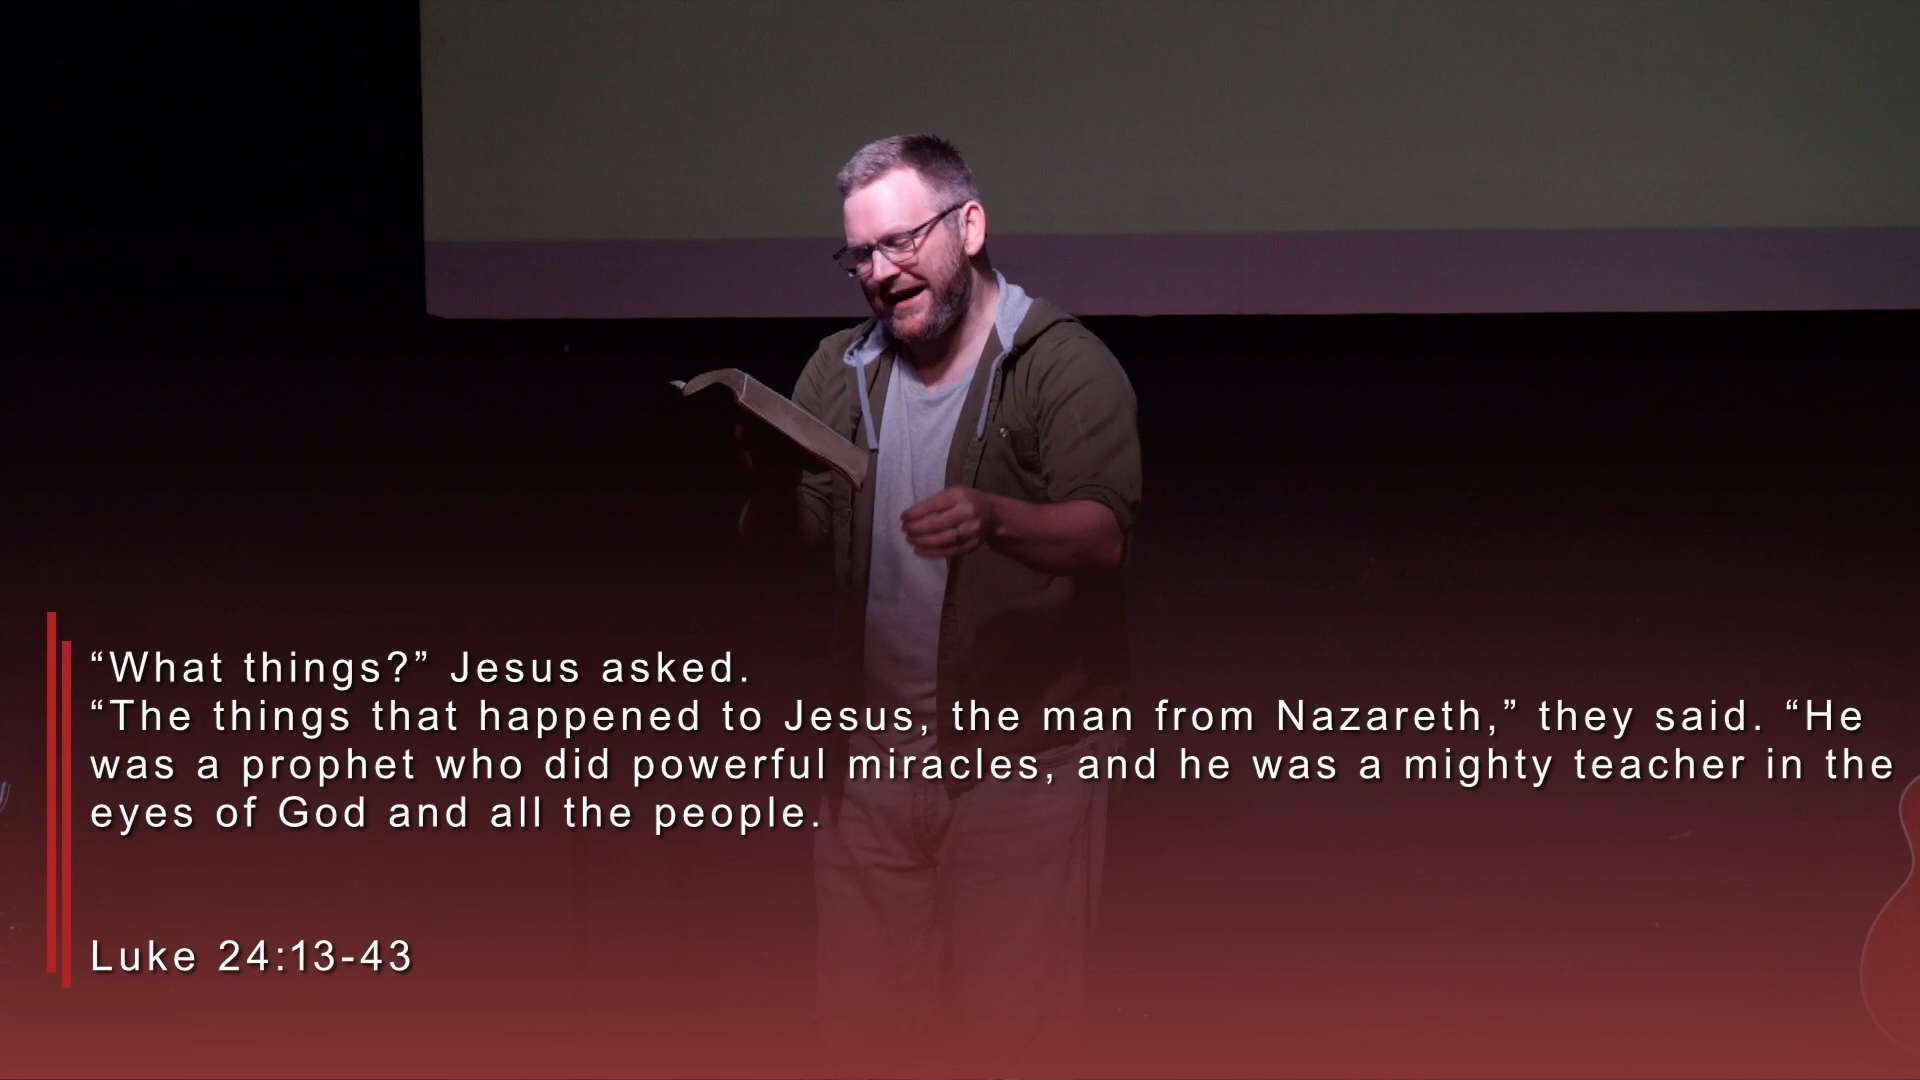 “What things?” Jesus asked.
“The things that happened to Jesus, the man from Nazareth,” they said. “He
was a prophet who did powerful miracles, and he was a mighty teacher in the
eyes of God and all the people.
Luke 24:13-43